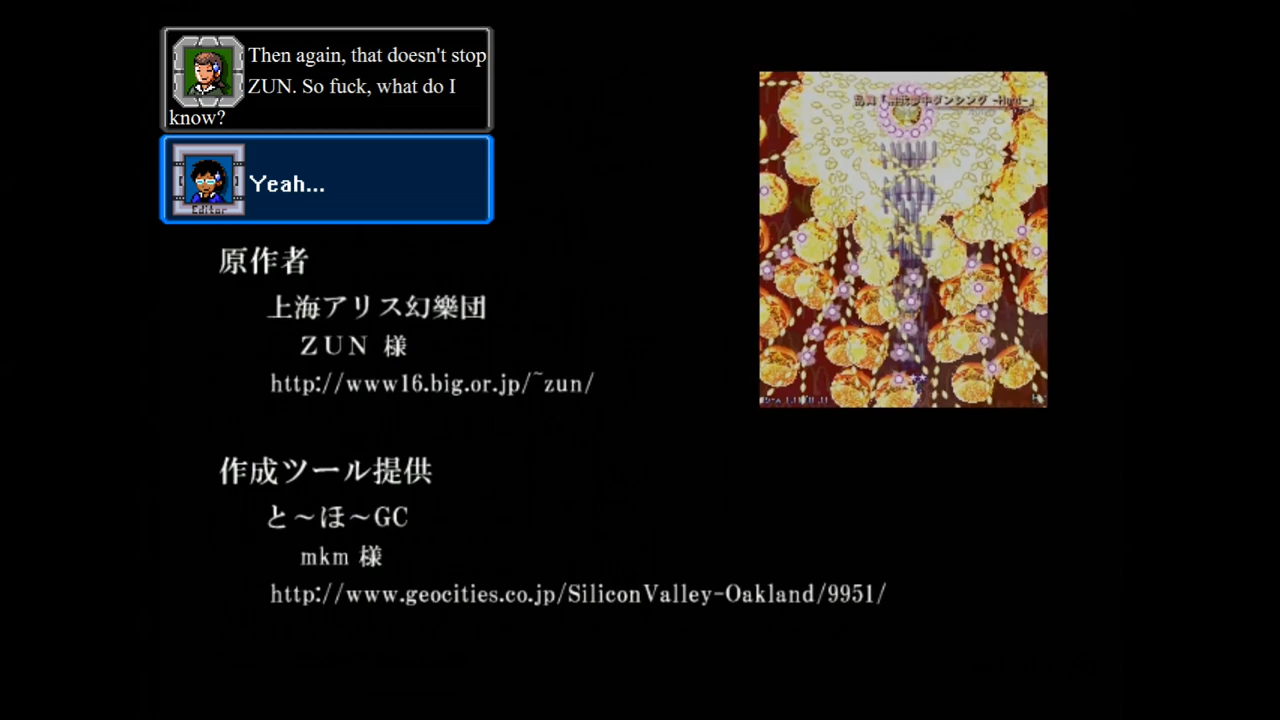 Then again, that doesn't stop
ZUN. So fuck, what do I
know?
Yeah...
Editor
原作者
上海アリス幻樂団
ZUN 様
http://www16.big.or.jp/~zun/
作成ツール提供
と～ほ～GC
mkm 様
http://www.geocities.co.jp/SiliconValley-Oakland/9951/